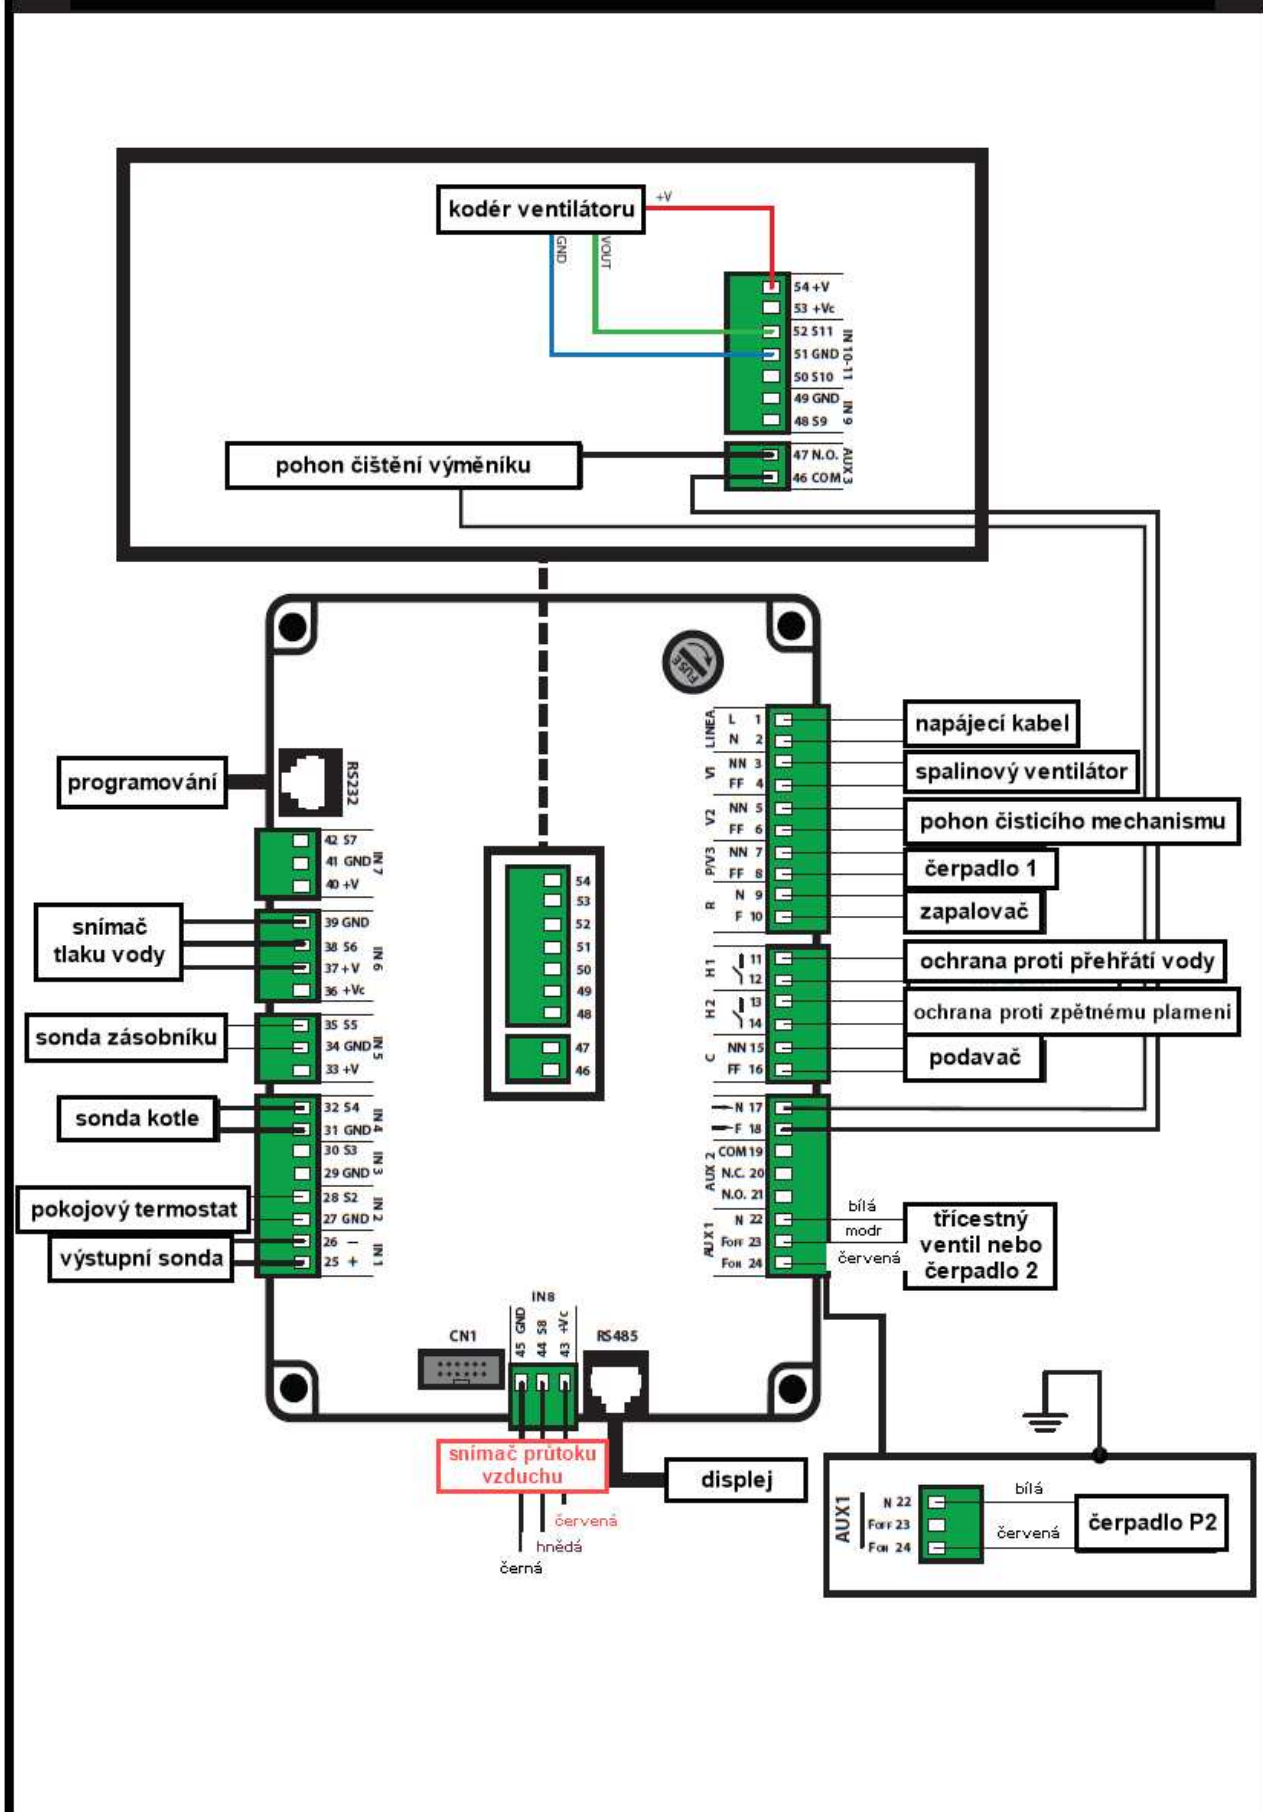 kodér ventilátoru
+V
GND
VOUT
54 +V
53 +Vc
52 S11
51 GND
50 S10
49 GND
48 S9
IN 10-11
IN 9
pohon čištění výměníku
47 N.O.
46 COM
AUX 3
FUSE
programování
RS232
42 S7
41 GND
40 +V
IN 7
snímač
tlaku vody
39 GND
38 S6
37 +V
36 +Vc
IN 6
sonda zásobníku
35 S5
34 GND
33 +V
IN 5
sonda kotle
32 S4
31 GND
IN 4
30 S3
29 GND
IN 3
pokojový termostat
28 S2
27 GND
IN 2
výstupní sonda
26 –
25 +
IN 1
54
53
52
51
50
49
48
47
46
LINEA
L 1
N 2
napájecí kabel
V1
NN 3
FF 4
spalinový ventilátor
V2
NN 5
FF 6
pohon čisticího mechanismu
P/V3
NN 7
FF 8
čerpadlo 1
R
N 9
F 10
zapalovač
H1
11
12
ochrana proti přehřátí vody
H2
13
14
ochrana proti zpětnému plameni
C
NN 15
FF 16
podavač
N 17
F 18
AUX 2
COM 19
N.C. 20
N.O. 21
AUX1
N 22
FOFF 23
FON 24
bílá
modr
červená
třícestný
ventil nebo
čerpadlo 2
CN1
IN8
45 GND
44 S8
43 +Vc
RS485
snímač průtoku
vzduchu
displej
červená
hnědá
černá
AUX1
N 22
FOFF 23
FON 24
bílá
červená
čerpadlo P2